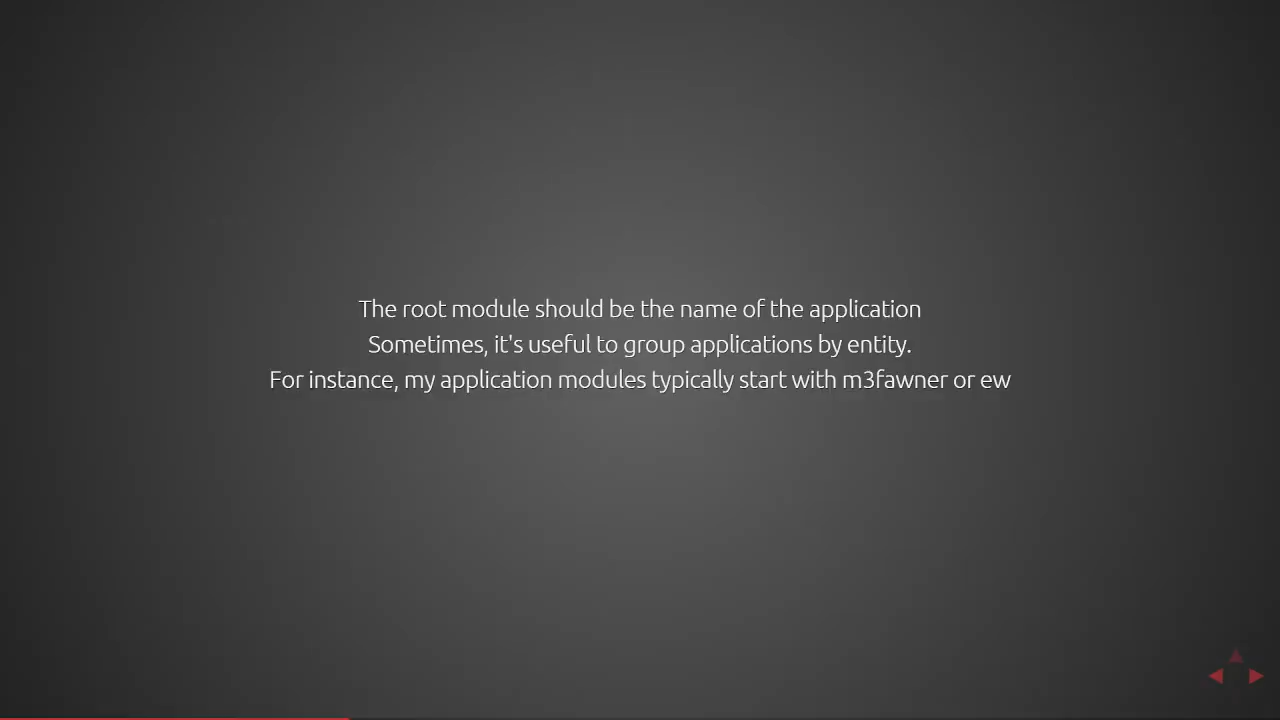 The root module should be the name of the application
Sometimes, it's useful to group applications by entity.
For instance, my application modules typically start with m3fawner or ew